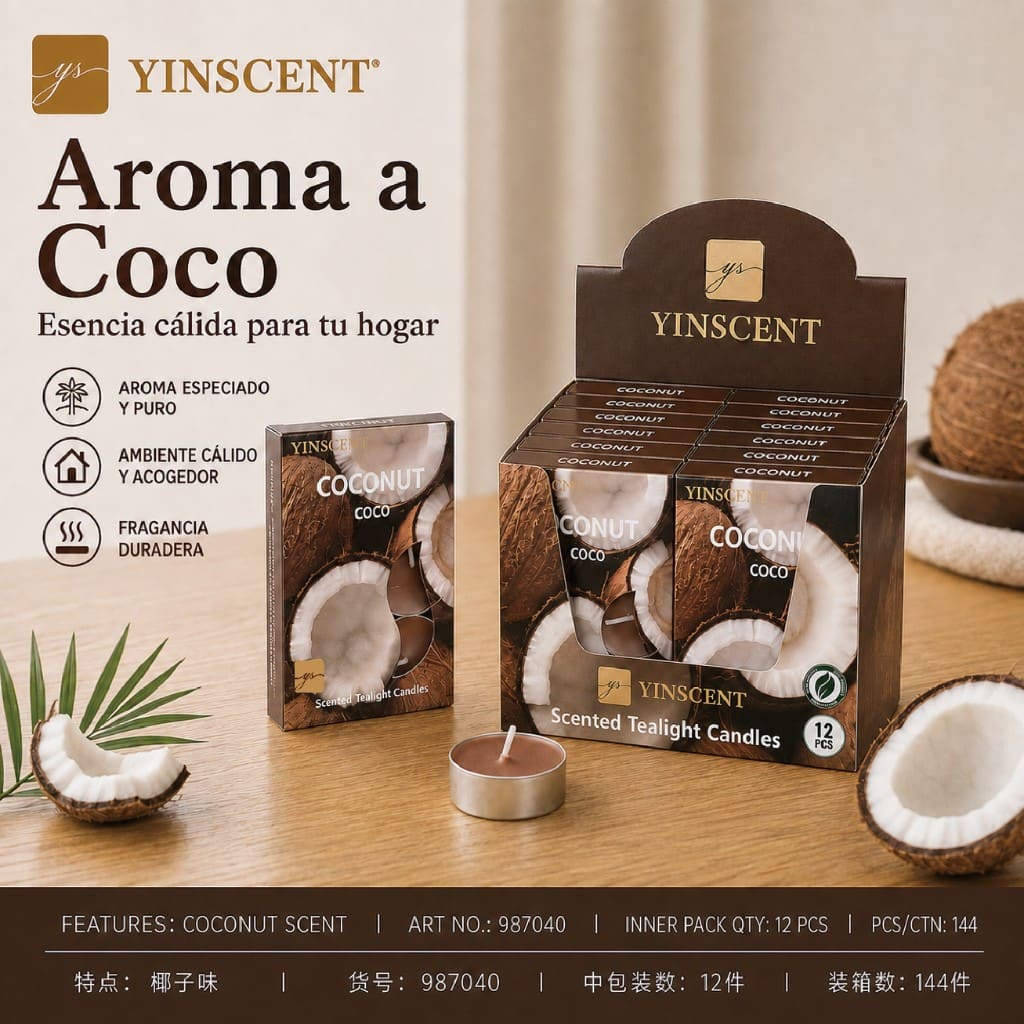 ys YINSCENT®
Aroma a
Coco
Esencia cálida para tu hogar
AROMA ESPECIADO
Y PURO
AMBIENTE CÁLIDO
Y ACOGEDOR
FRAGANCIA
DURADERA
YINSCENT
COCONUT
COCO
ys
Scented Tealight Candles
ys
YINSCENT
COCONUT COCONUT
COCONUT COCONUT
COCONUT COCONUT
COCONUT COCONUT
COCONUT COCONUT
COCONUT COCONUT
YINSCENT
CONUT COCONU
COCO COCO
ys YINSCENT
Scented Tealight Candles
12
PCS
FEATURES: COCONUT SCENT | ART NO.: 987040 | INNER PACK QTY: 12 PCS | PCS/CTN: 144
特点: 椰子味 | 货号: 987040 | 中包装数: 12件 | 装箱数: 144件